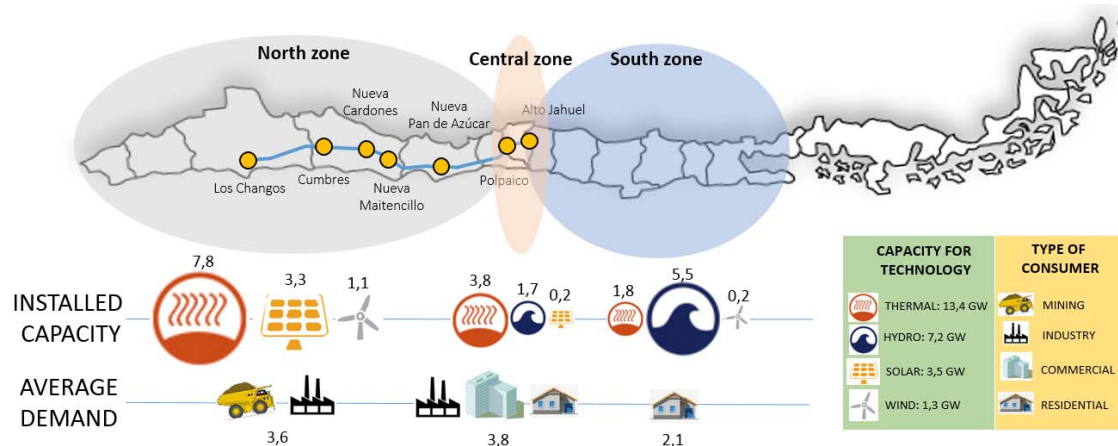 North zone
Central zone
South zone
Nueva
Cardones
Nueva
Pan de Azúcar
Alto Jahuel
Los Changos
Cumbres
Nueva
Maitencillo
Polpaico
INSTALLED
CAPACITY
7,8
3,3
1,1
3,8
1,7
0,2
1,8
5,5
0,2
AVERAGE
DEMAND
3,6
3,8
2,1
CAPACITY FOR
TECHNOLOGY
THERMAL: 13,4 GW
HYDRO: 7,2 GW
SOLAR: 3,5 GW
WIND: 1,3 GW
TYPE OF
CONSUMER
MINING
INDUSTRY
COMMERCIAL
RESIDENTIAL